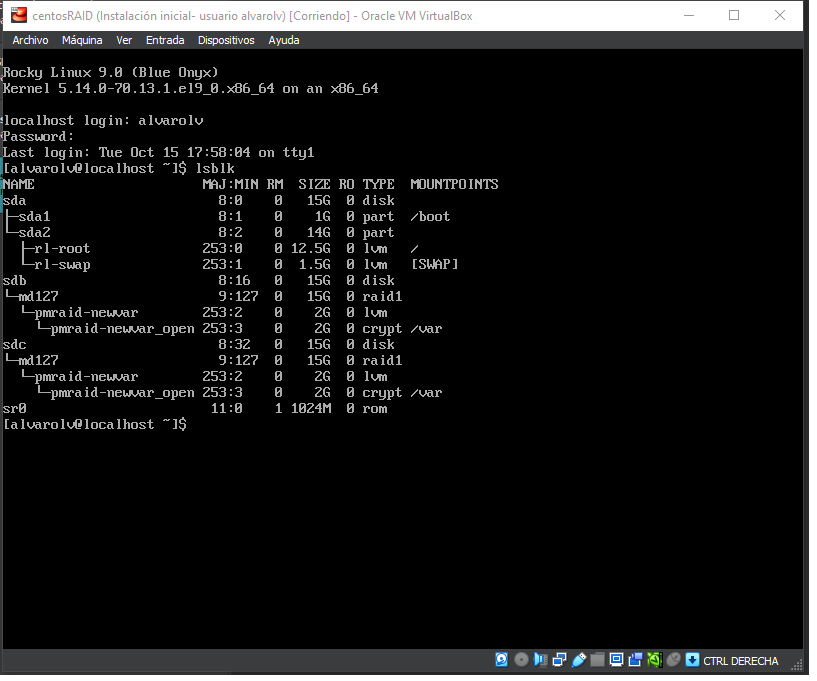 centosRAID (Instalación inicial- usuario alvarolv) [Corriendo] - Oracle VM VirtualBox
Archivo Máquina Ver Entrada Dispositivos Ayuda
Rocky Linux 9.0 (Blue Onyx)
Kernel 5.14.0-70.13.1.el9_0.x86_64 on an x86_64
localhost login: alvarolv
Password:
Last login: Tue Oct 15 17:58:04 on tty1
[alvarolv@localhost ~]$ lsblk
NAME                      MAJ:MIN RM  SIZE RO TYPE  MOUNTPOINTS
sda                         8:0    0   15G  0 disk
├─sda1                      8:1    0    1G  0 part  /boot
└─sda2                      8:2    0   14G  0 part
  ├─rl-root               253:0    0 12.5G  0 lvm   /
  └─rl-swap               253:1    0  1.5G  0 lvm   [SWAP]
sdb                         8:16   0   15G  0 disk
└─md127                     9:127  0   15G  0 raid1
  └─pmraid-newvar         253:2    0    2G  0 lvm
    └─pmraid-newvar_open 253:3    0    2G  0 crypt /var
sdc                         8:32   0   15G  0 disk
└─md127                     9:127  0   15G  0 raid1
  └─pmraid-newvar         253:2    0    2G  0 lvm
    └─pmraid-newvar_open 253:3    0    2G  0 crypt /var
sr0                        11:0    1 1024M  0 rom
[alvarolv@localhost ~]$
CTRL DERECHA